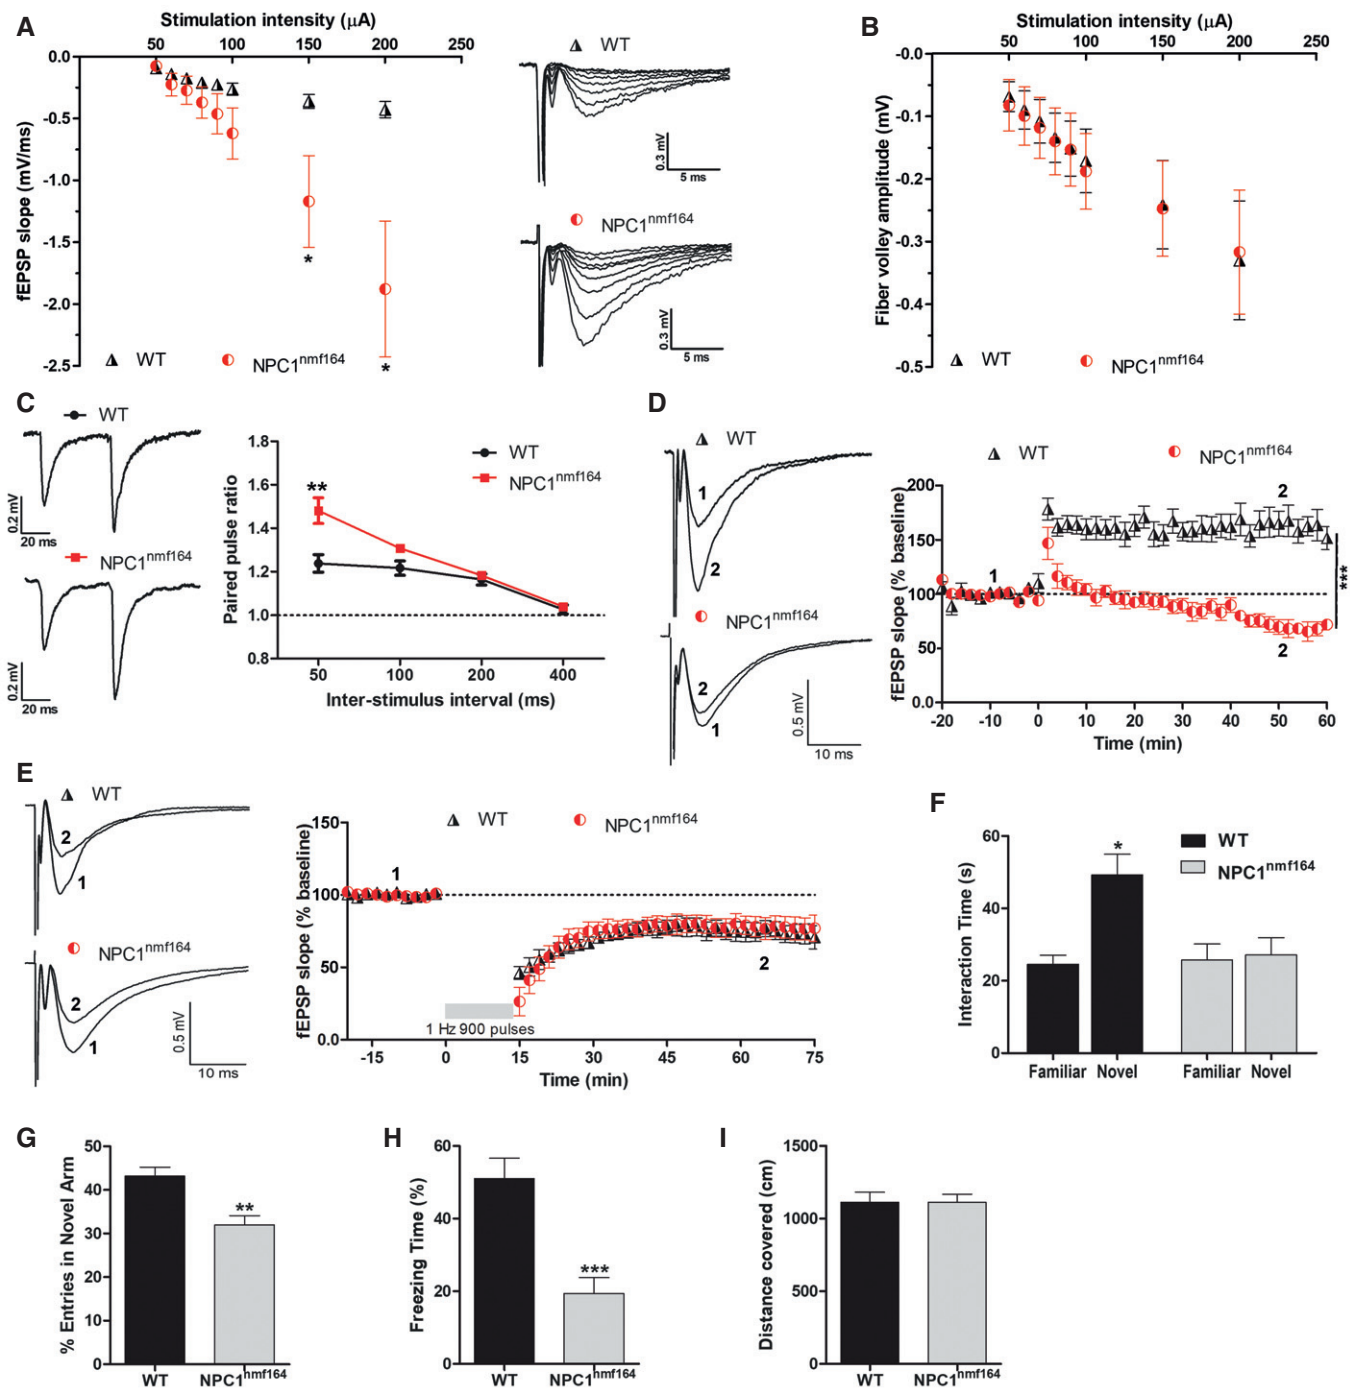 A
Stimulation intensity (µA)
50 100 150 200 250
0.0
-0.5
-1.0
-1.5
-2.0
-2.5
fEPSP slope (mV/ms)
*
*
WT
NPC1nmf164
WT
0.3 mV
5 ms
NPC1nmf164
0.3 mV
5 ms
B
Stimulation intensity (µA)
50 100 150 200 250
-0.0
-0.1
-0.2
-0.3
-0.4
-0.5
Fiber volley amplitude (mV)
WT
NPC1nmf164
C
WT
0.2 mV
20 ms
NPC1nmf164
0.2 mV
20 ms
1.8
1.6
1.4
1.2
1.0
0.8
Paired pulse ratio
**
WT
NPC1nmf164
50 100 200 400
Inter-stimulus interval (ms)
D
WT
1
2
NPC1nmf164
2
1
0.5 mV
10 ms
WT
NPC1nmf164
200
150
100
50
0.0
fEPSP slope (% baseline)
1
2
2
***
-20 -10 0 10 20 30 40 50 60
Time (min)
E
WT
2
1
NPC1nmf164
2
1
0.5 mV
10 ms
WT
NPC1nmf164
150
100
50
0.0
fEPSP slope (% baseline)
1
2
1 Hz 900 pulses
-15 0 15 30 45 60 75
Time (min)
F
60
40
20
0
Interaction Time (s)
*
WT
NPC1nmf164
Familiar Novel Familiar Novel
G
50
40
30
20
10
0
% Entries in Novel Arm
**
WT NPC1nmf164
H
60
40
20
0
Freezing Time (%)
***
WT NPC1nmf164
I
1500
1000
500
0
Distance covered (cm)
WT NPC1nmf164